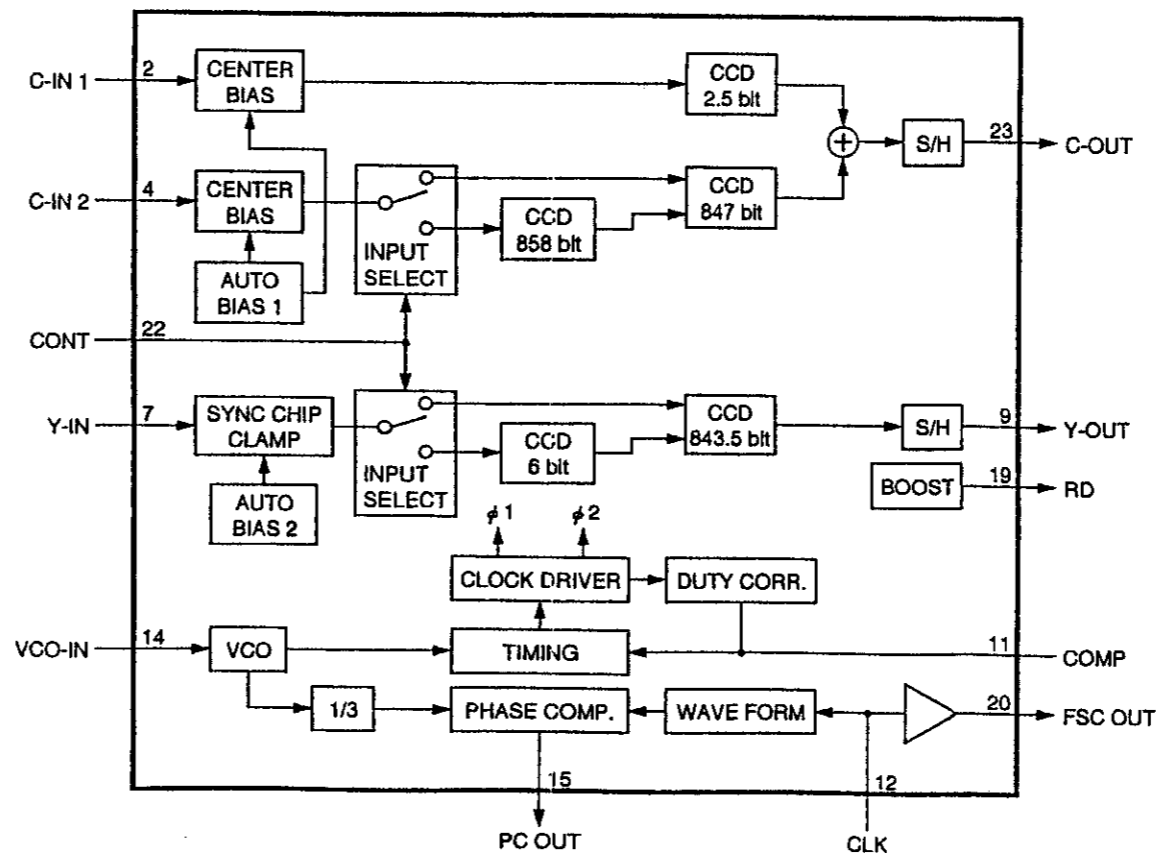 C-IN 1
2
CENTER
BIAS
CCD
2.5 bit
S/H
23
C-OUT
C-IN 2
4
CENTER
BIAS
CCD
847 bit
CCD
858 bit
INPUT
SELECT
AUTO
BIAS 1
CONT
22
Y-IN
7
SYNC CHIP
CLAMP
CCD
843.5 bit
S/H
9
Y-OUT
CCD
6 bit
INPUT
SELECT
BOOST
19
RD
AUTO
BIAS 2
ϕ1
ϕ2
CLOCK DRIVER
DUTY CORR.
VCO-IN
14
VCO
TIMING
11
COMP
1/3
PHASE COMP.
WAVE FORM
20
FSC OUT
15
12
PC OUT
CLK